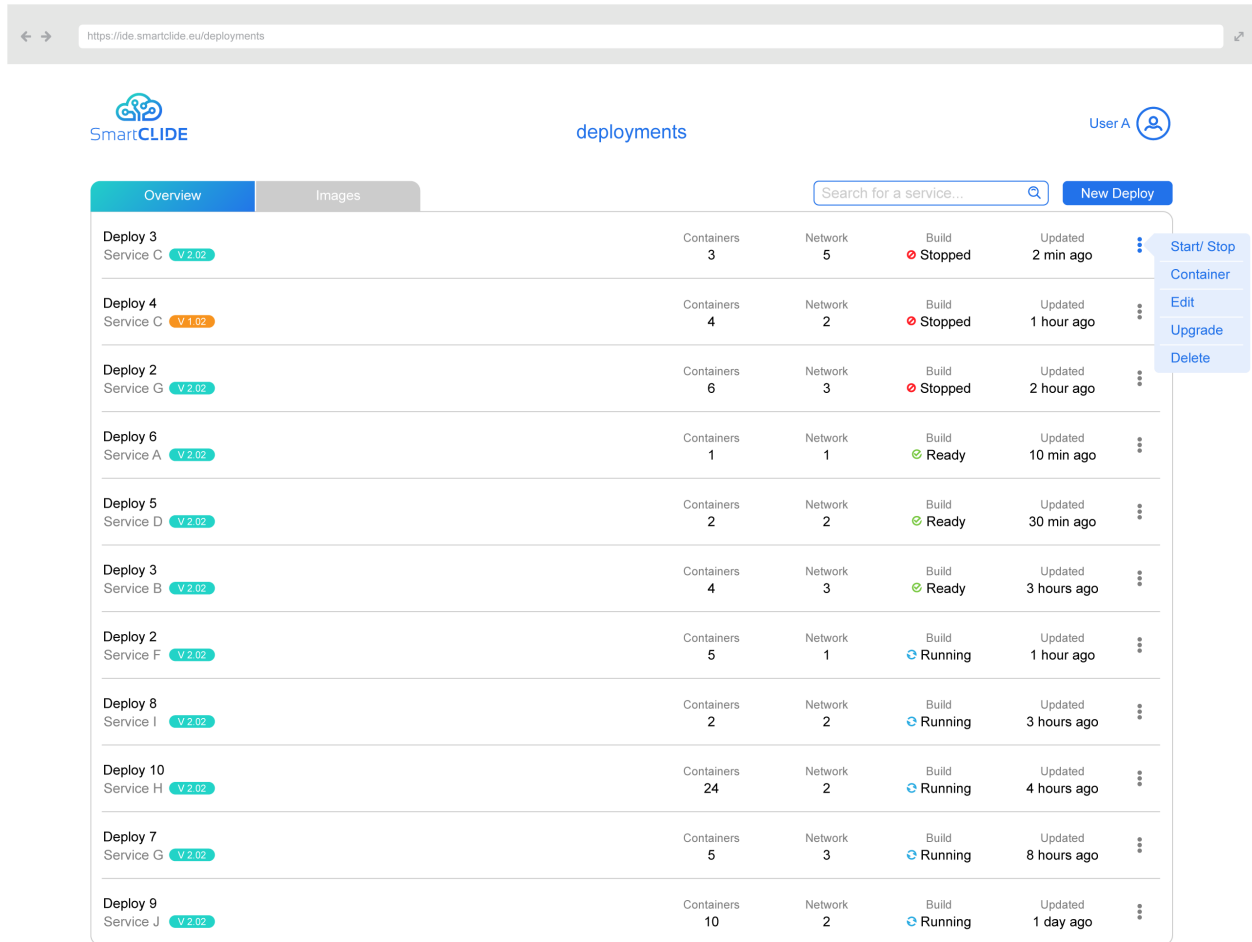 https://ide.smartclide.eu/deployments
SmartCLIDE
deployments
User A
Overview
Images
Search for a service...
New Deploy
Deploy 3
Service C V 2.02
Containers
3
Network
5
Build
Stopped
Updated
2 min ago
Start/ Stop
Container
Edit
Upgrade
Delete
Deploy 4
Service C V 1.02
Containers
4
Network
2
Build
Stopped
Updated
1 hour ago
Deploy 2
Service G V 2.02
Containers
6
Network
3
Build
Stopped
Updated
2 hour ago
Deploy 6
Service A V 2.02
Containers
1
Network
1
Build
Ready
Updated
10 min ago
Deploy 5
Service D V 2.02
Containers
2
Network
2
Build
Ready
Updated
30 min ago
Deploy 3
Service B V 2.02
Containers
4
Network
3
Build
Ready
Updated
3 hours ago
Deploy 2
Service F V 2.02
Containers
5
Network
1
Build
Running
Updated
1 hour ago
Deploy 8
Service I V 2.02
Containers
2
Network
2
Build
Running
Updated
3 hours ago
Deploy 10
Service H V 2.02
Containers
24
Network
2
Build
Running
Updated
4 hours ago
Deploy 7
Service G V 2.02
Containers
5
Network
3
Build
Running
Updated
8 hours ago
Deploy 9
Service J V 2.02
Containers
10
Network
2
Build
Running
Updated
1 day ago